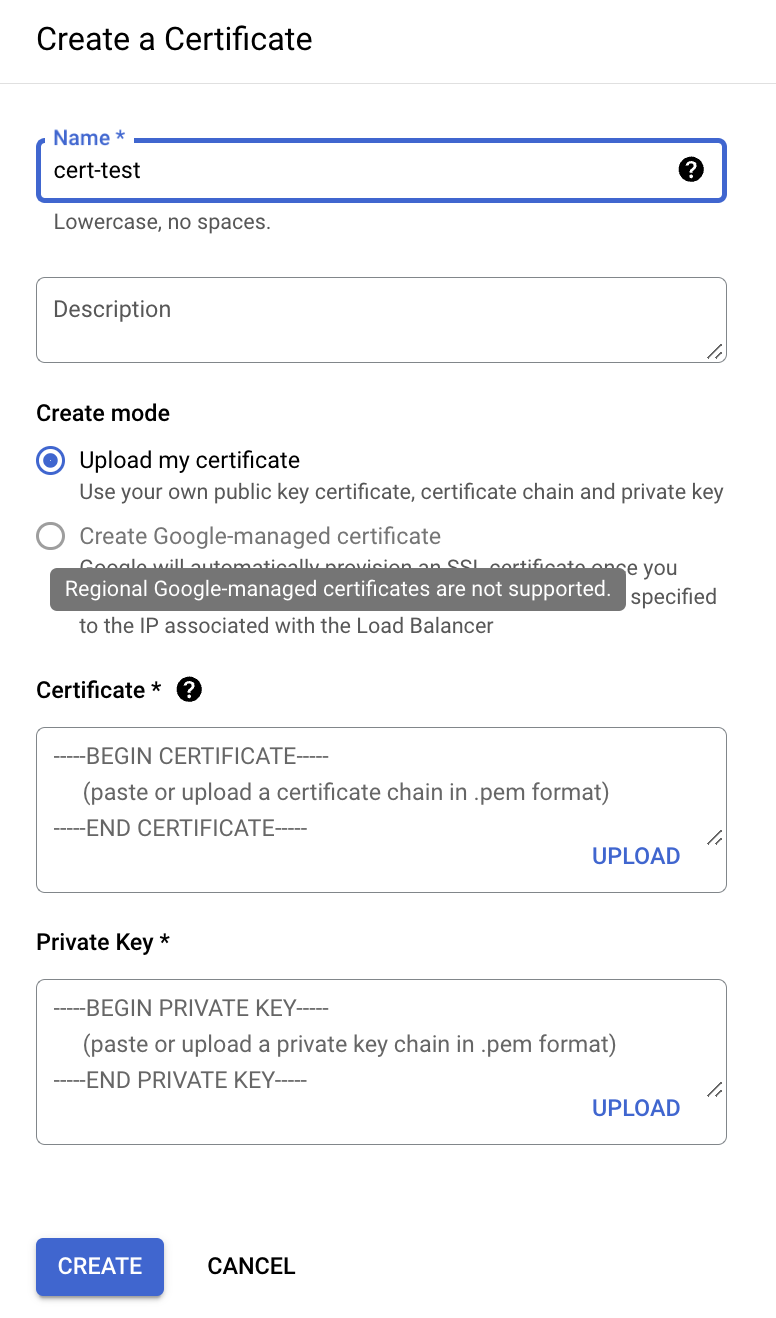 Create a Certificate
Name *
cert-test
Lowercase, no spaces.
Description
Create mode
Upload my certificate
Use your own public key certificate, certificate chain and private key
Create Google-managed certificate
Google will automatically provision an SSL certificate once you
Regional Google-managed certificates are not supported.
specified
to the IP associated with the Load Balancer
Certificate *
-----BEGIN CERTIFICATE-----
(paste or upload a certificate chain in .pem format)
-----END CERTIFICATE-----
UPLOAD
Private Key *
-----BEGIN PRIVATE KEY-----
(paste or upload a private key chain in .pem format)
-----END PRIVATE KEY-----
UPLOAD
CREATE
CANCEL